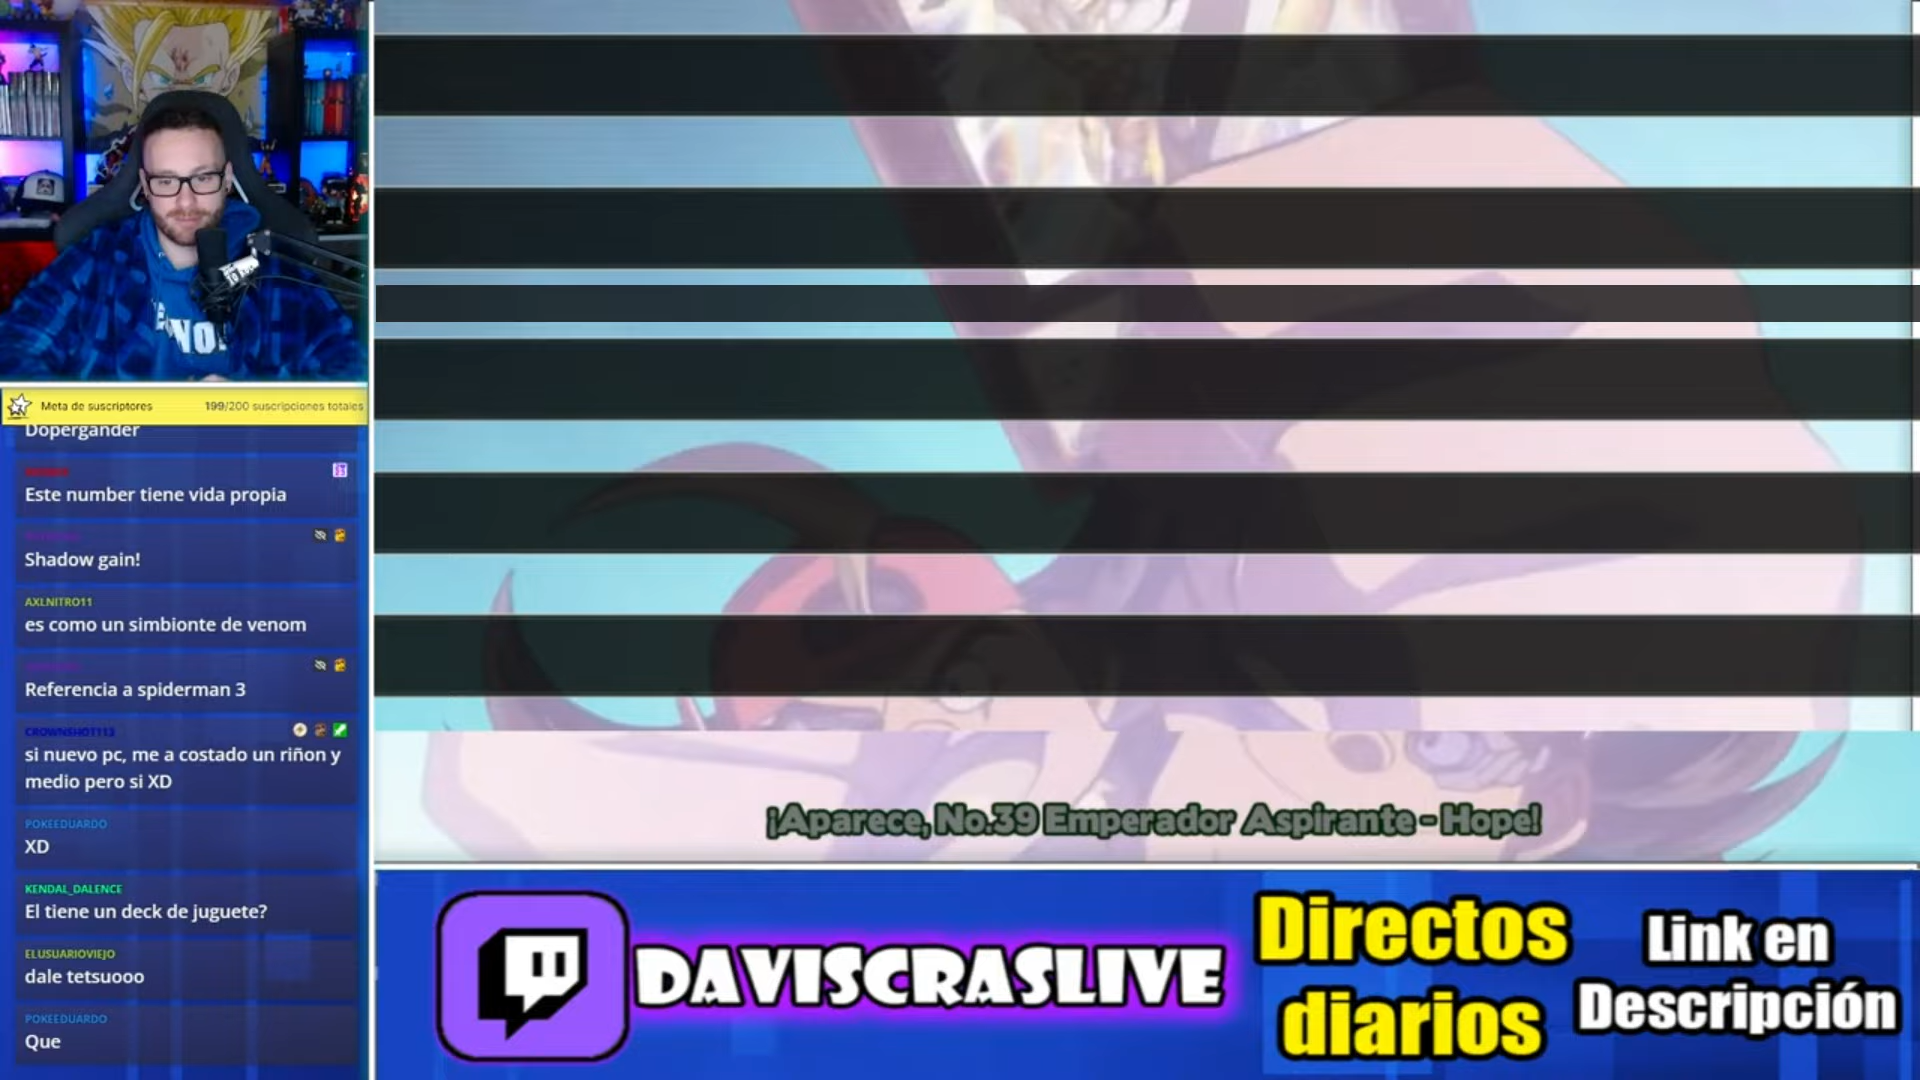 Meta de suscriptores 199/200 suscripciones totales
Dopergander
Este number tiene vida propia
Shadow gain!
AXLNITRO11
es como un simbionte de venom
Referencia a spiderman 3
CROWNSHOT113
si nuevo pc, me a costado un riñon y
medio pero si XD
POKEEDUARDO
XD
KENDAL_DALENCE
El tiene un deck de juguete?
ELUSUARIOVIEJO
dale tetsuooo
POKEEDUARDO
Que
¡Aparece, No.39 Emperador Aspirante - Hope!
DAVISCRASLIVE
Directos
diarios
Link en
Descripción